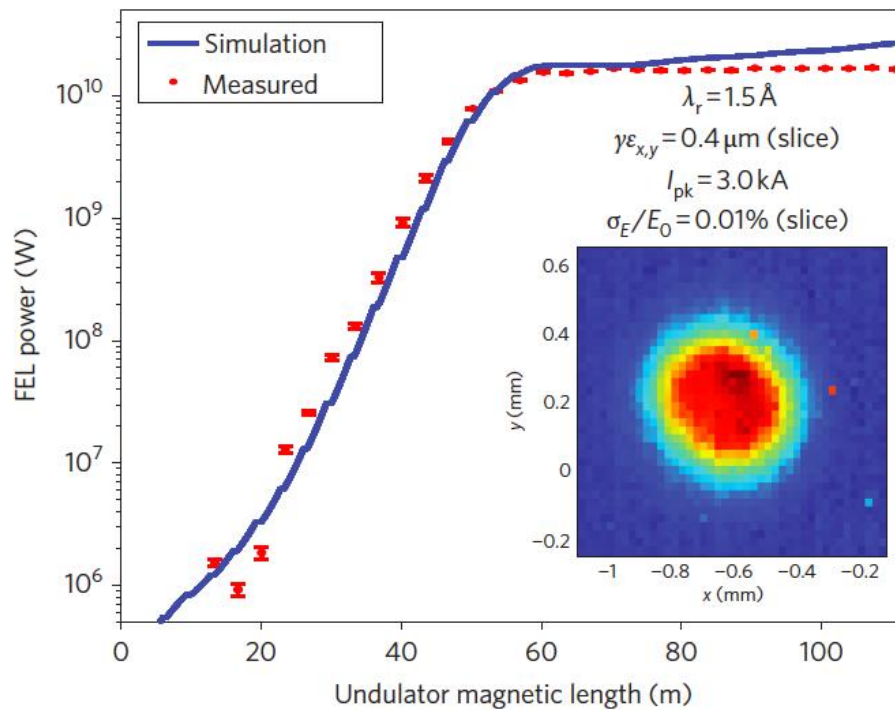 Simulation
Measured
FEL power (W)
10¹⁰
10⁹
10⁸
10⁷
10⁶
0 20 40 60 80 100
Undulator magnetic length (m)
λᵣ = 1.5 Å
γεₓ,ᵧ = 0.4 μm (slice)
Iₚₖ = 3.0 kA
σ_E/E₀ = 0.01% (slice)
y (mm)
0.6
0.4
0.2
0
−0.2
−1 −0.8 −0.6 −0.4 −0.2
x (mm)